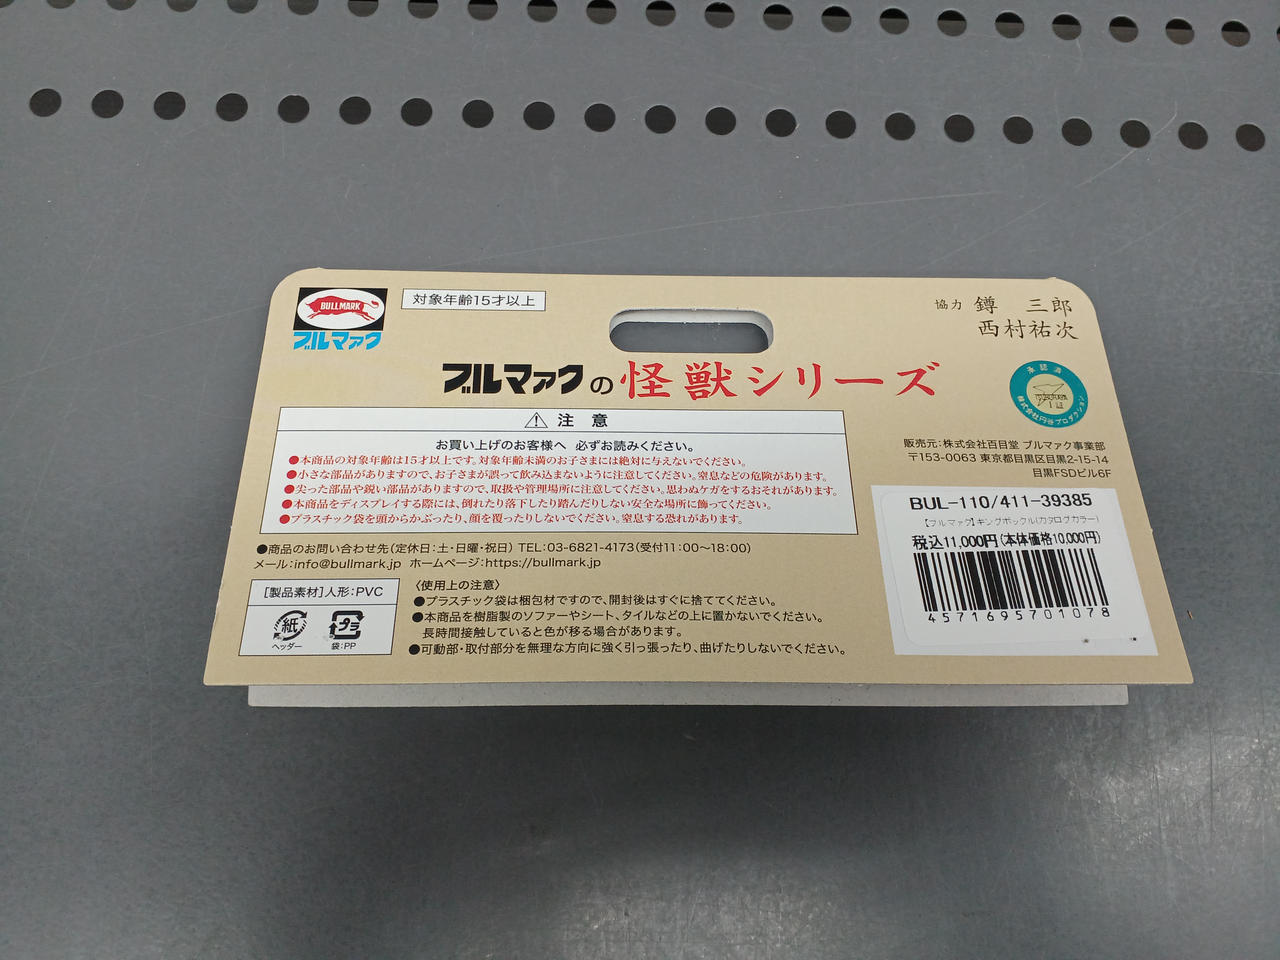 BULLMARK
ブルマァク
対象年齢15才以上
協力 鐏 三郎
西村祐次
ブルマァクの怪獣シリーズ
承認済
株式会社円谷プロダクション
注 意
お買い上げのお客様へ 必ずお読みください。
●本商品の対象年齢は15才以上です。対象年齢未満のお子さまには絶対に与えないでください。
●小さな部品がありますので、お子さまが誤って飲み込まないように注意してください。窒息などの危険があります。
●尖った部品や鋭い部品がありますので、取扱や管理場所に注意してください。思わぬケガをするおそれがあります。
●本商品をディスプレイする際には、倒れたり落下したり踏んだりしない安全な場所に飾ってください。
●プラスチック袋を頭からかぶったり、顔を覆ったりしないでください。窒息する恐れがあります。
●商品のお問い合わせ先(定休日:土・日曜・祝日) TEL:03-6821-4173(受付11:00～18:00)
メール:info@bullmark.jp ホームページ:https://bullmark.jp
[製品素材]人形:PVC
紙
ヘッダー
プラ
袋:PP
〈使用上の注意〉
●プラスチック袋は梱包材ですので、開封後はすぐに捨ててください。
●本商品を樹脂製のソファーやシート、タイルなどの上に置かないでください。
長時間接触していると色が移る場合があります。
●可動部・取付部分を無理な方向に強く引っ張ったり、曲げたりしないでください。
販売元:株式会社百目堂 ブルマァク事業部
〒153-0063 東京都目黒区目黒2-15-14
目黒FSDビル6F
BUL-110/411-39385
【ブルマァク】キングボックル(カタログカラー)
税込11,000円(本体価格10,000円)
4571695701078